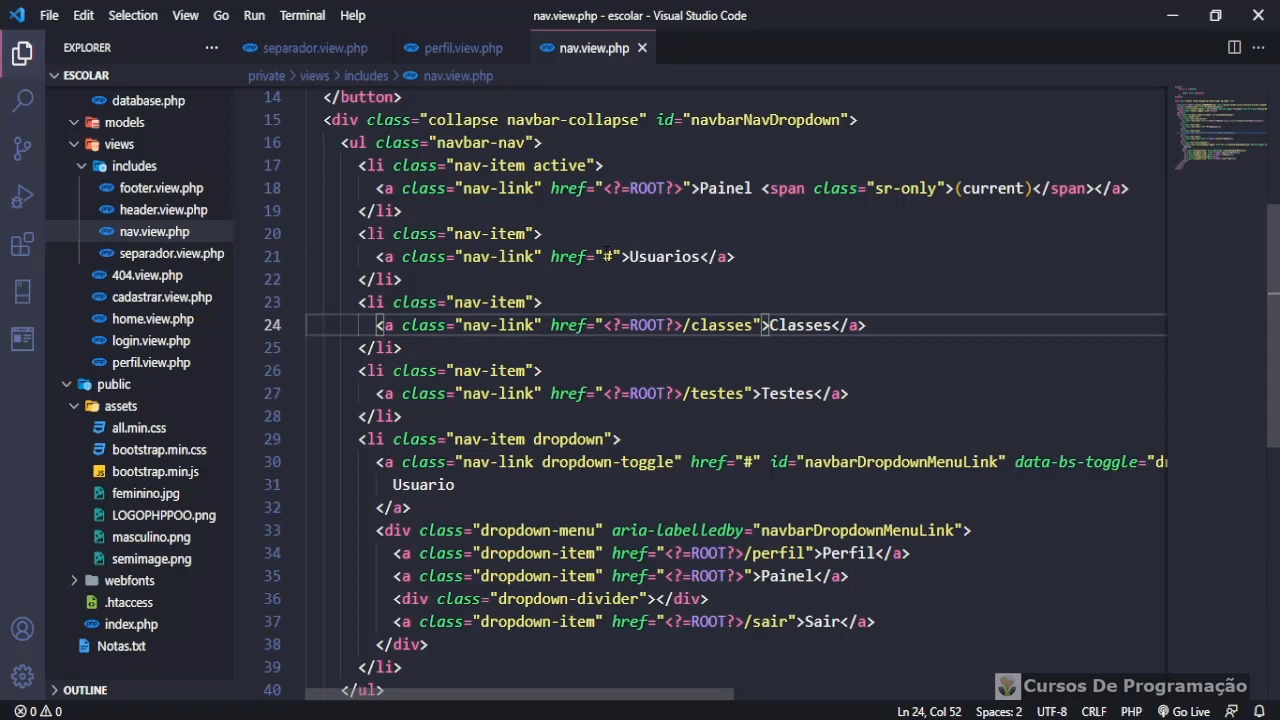 File Edit Selection View Go Run Terminal Help
nav.view.php - escolar - Visual Studio Code
EXPLORER
separador.view.php perfil.view.php nav.view.php
ESCOLAR
private > views > includes > nav.view.php
database.php
models
views
includes
footer.view.php
header.view.php
nav.view.php
separador.view.php
404.view.php
cadastrar.view.php
home.view.php
login.view.php
perfil.view.php
public
assets
all.min.css
bootstrap.min.css
bootstrap.min.js
feminino.jpg
LOGOPHPPOO.png
masculino.png
semimage.png
webfonts
.htaccess
index.php
Notas.txt
OUTLINE
14 </button>
15 <div class="collapse navbar-collapse" id="navbarNavDropdown">
16 <ul class="navbar-nav">
17 <li class="nav-item active">
18 <a class="nav-link" href="<?=ROOT?>">Painel <span class="sr-only">(current)</span></a>
19 </li>
20 <li class="nav-item">
21 <a class="nav-link" href="#">Usuarios</a>
22 </li>
23 <li class="nav-item">
24 <a class="nav-link" href="<?=ROOT?>/classes">Classes</a>
25 </li>
26 <li class="nav-item">
27 <a class="nav-link" href="<?=ROOT?>/testes">Testes</a>
28 </li>
29 <li class="nav-item dropdown">
30 <a class="nav-link dropdown-toggle" href="#" id="navbarDropdownMenuLink" data-bs-toggle="dr
31 Usuario
32 </a>
33 <div class="dropdown-menu" aria-labelledby="navbarDropdownMenuLink">
34 <a class="dropdown-item" href="<?=ROOT?>/perfil">Perfil</a>
35 <a class="dropdown-item" href="<?=ROOT?>">Painel</a>
36 <div class="dropdown-divider"></div>
37 <a class="dropdown-item" href="<?=ROOT?>/sair">Sair</a>
38 </div>
39 </li>
40 </ul>
Cursos De Programação
0 0 Ln 24, Col 52 Spaces: 2 UTF-8 CRLF PHP Go Live